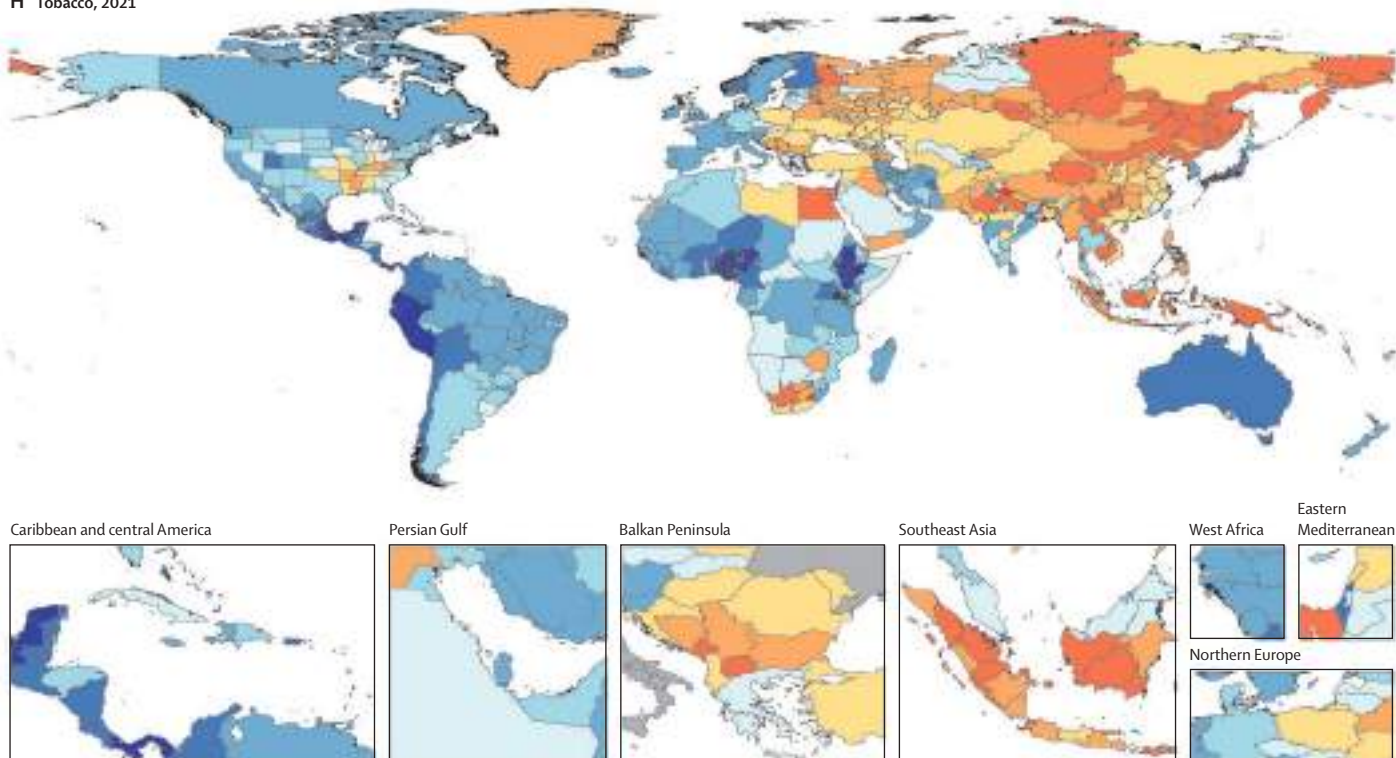 H Tobacco, 2021
Caribbean and central America
Persian Gulf
Balkan Peninsula
Southeast Asia
West Africa
Eastern
Mediterranean
Northern Europe